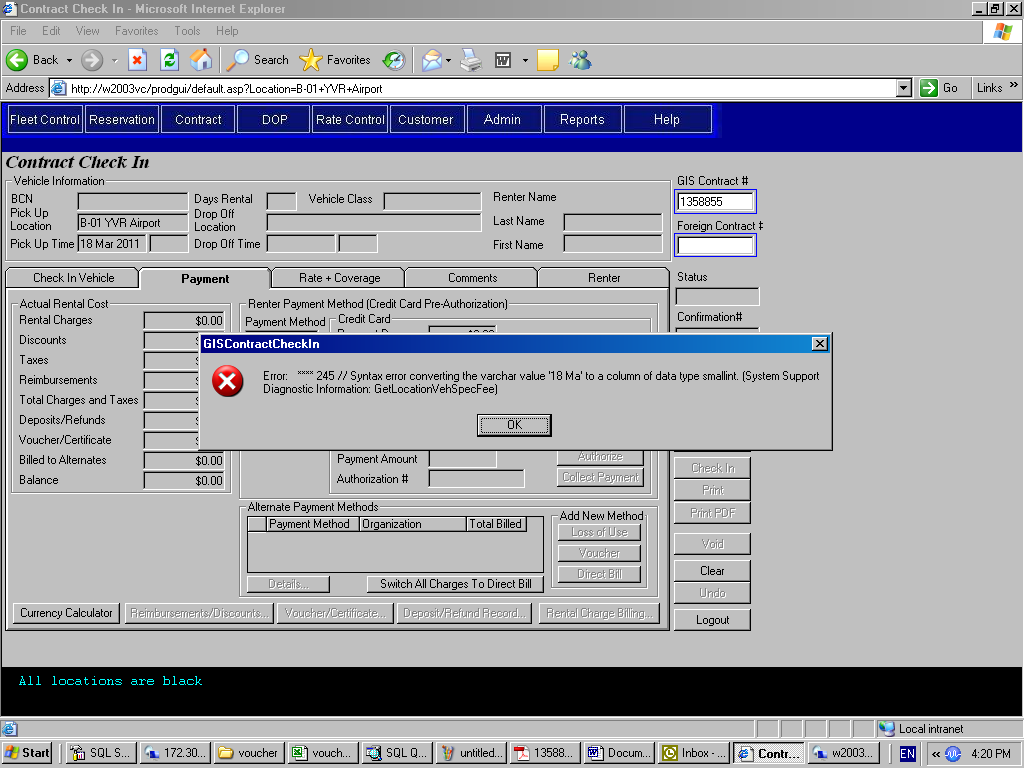 Contract Check In - Microsoft Internet Explorer
File Edit View Favorites Tools Help
Back Search Favorites
Address http://w2003vc/prodgui/default.asp?Location=B-01+YVR+Airport Go Links »
Fleet Control Reservation Contract DOP Rate Control Customer Admin Reports Help
Contract Check In
Vehicle Information
BCN Days Rental Vehicle Class Renter Name
Pick Up Location B-01 YVR Airport Drop Off Location Last Name
Pick Up Time 18 Mar 2011 Drop Off Time First Name
GIS Contract #
1358855
Foreign Contract ‡
Check In Vehicle Payment Rate + Coverage Comments Renter
Status
Confirmation#
Actual Rental Cost
Rental Charges $0.00
Discounts
Taxes
Reimbursements
Total Charges and Taxes
Deposits/Refunds
Voucher/Certificate
Billed to Alternates $0.00
Balance $0.00
Renter Payment Method (Credit Card Pre-Authorization)
Payment Method Credit Card
GISContractCheckIn
Error: **** 245 // Syntax error converting the varchar value '18 Ma' to a column of data type smallint. (System Support
Diagnostic Information: GetLocationVehSpecFee)
OK
Payment Amount Authorize
Authorization # Collect Payment
Alternate Payment Methods
Payment Method Organization Total Billed
Details... Switch All Charges To Direct Bill
Add New Method
Loss of Use
Voucher
Direct Bill
Check In
Print
Print PDF
Void
Clear
Undo
Logout
Currency Calculator Reimbursements/Discounts... Voucher/Certificate... Deposit/Refund Record... Rental Charge Billing...
All locations are black
Local intranet
Start SQL S... 172.30... voucher vouch... SQL Q... untitled... 13588... Docum... Inbox - ... Contr... w2003... EN « 4:20 PM